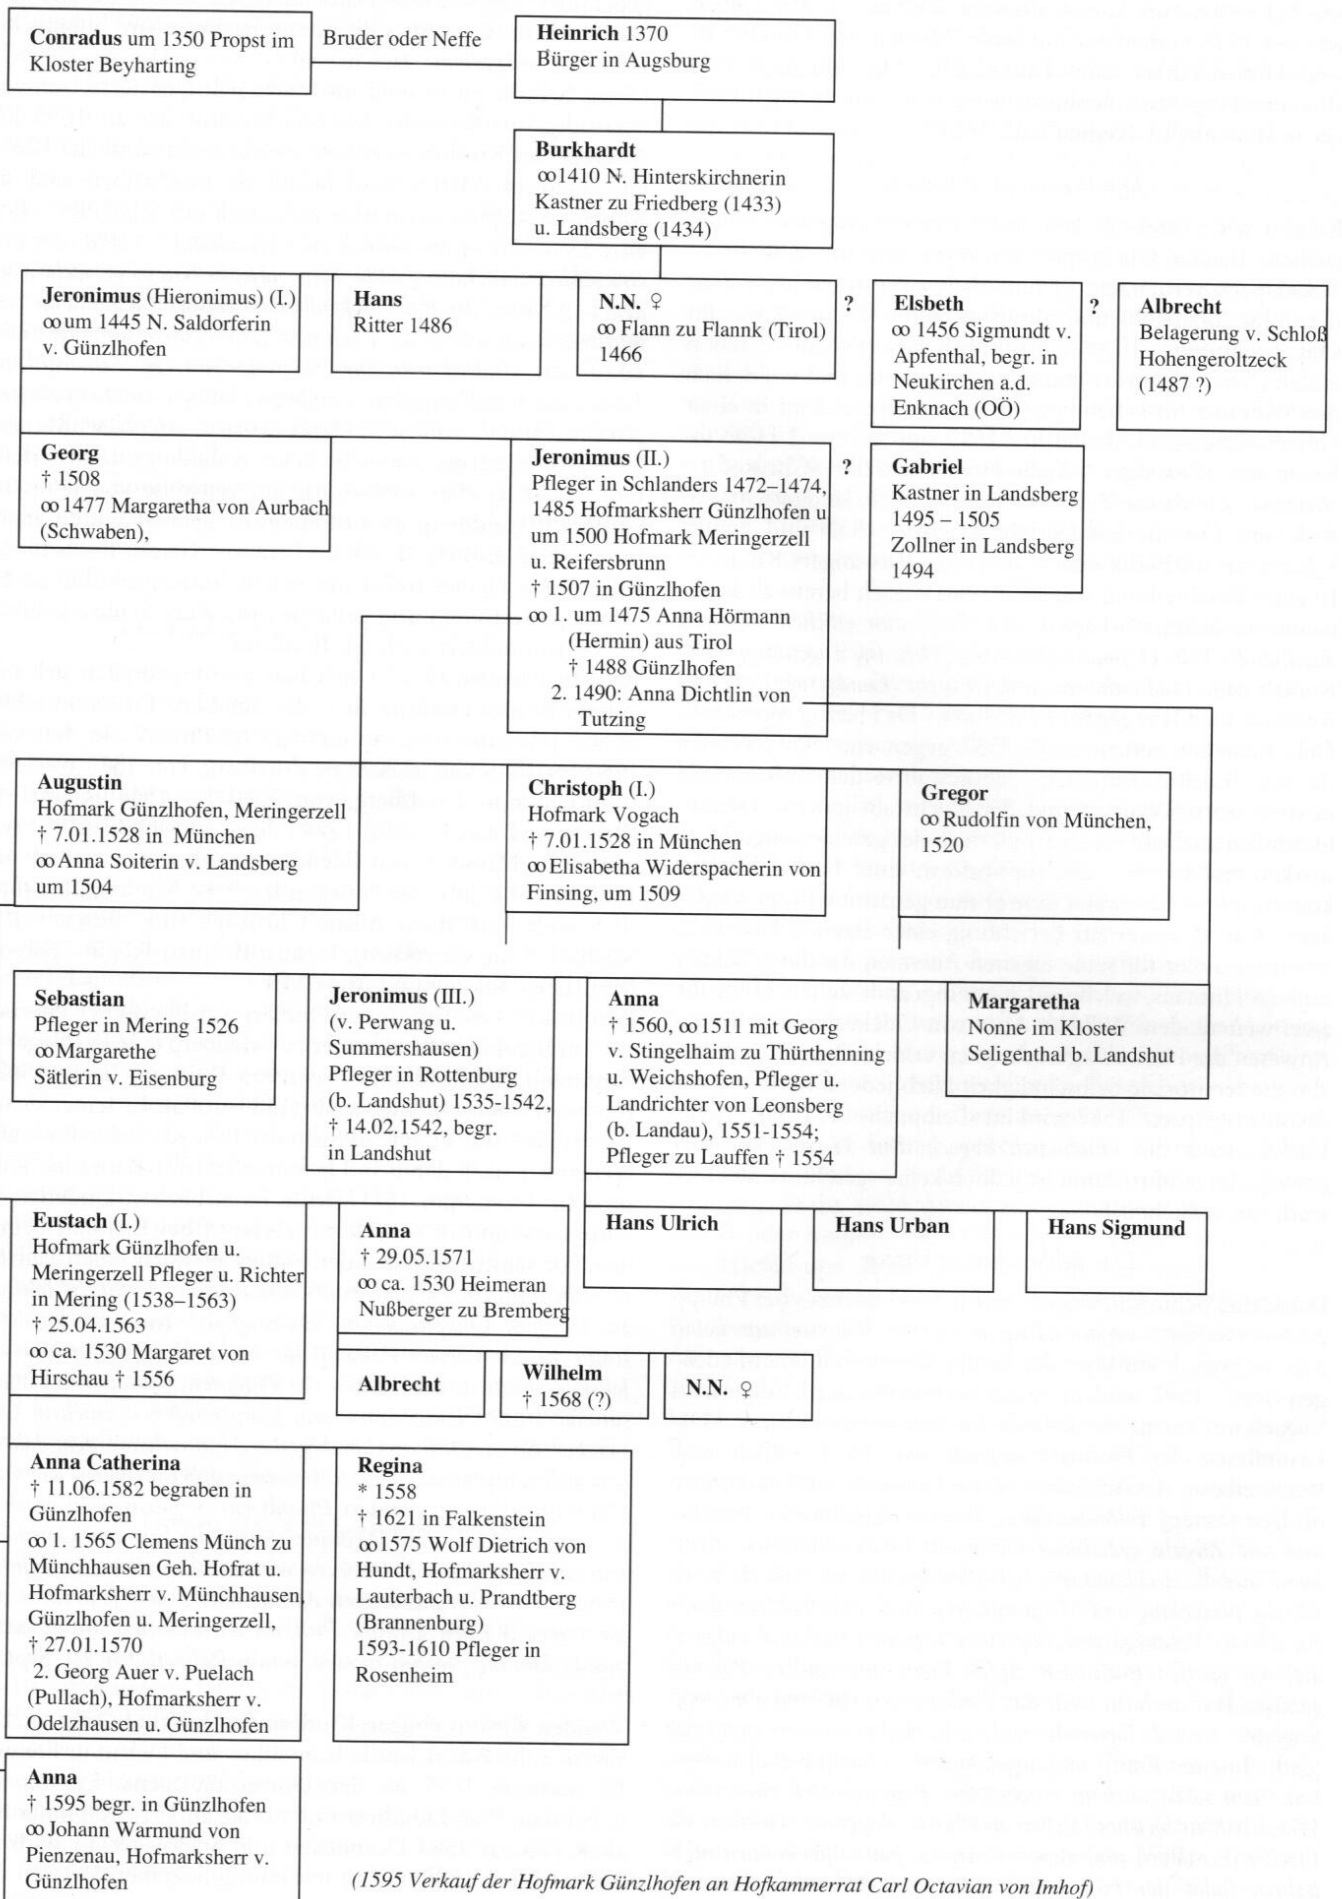 Conradus um 1350 Propst im
Kloster Beyharting
Bruder oder Neffe
Heinrich 1370
Bürger in Augsburg
Burkhardt
∞1410 N. Hinterskirchnerin
Kastner zu Friedberg (1433)
u. Landsberg (1434)
Jeronimus (Hieronimus) (I.)
∞um 1445 N. Saldorferin
v. Günzlhofen
Hans
Ritter 1486
N.N. ♀
∞ Flann zu Flannk (Tirol)
1466
?
Elsbeth
∞ 1456 Sigmundt v.
Apfenthal, begr. in
Neukirchen a.d.
Enknach (OÖ)
?
Albrecht
Belagerung v. Schloß
Hohengeroltzeck
(1487 ?)
Georg
† 1508
∞1477 Margaretha von Aurbach
(Schwaben),
Jeronimus (II.)
Pfleger in Schlanders 1472–1474,
1485 Hofmarksherr Günzlhofen u.
um 1500 Hofmark Meringerzell
u. Reifersbrunn
† 1507 in Günzlhofen
∞ 1. um 1475 Anna Hörmann
(Hermin) aus Tirol
† 1488 Günzlhofen
2. 1490: Anna Dichtlin von
Tutzing
?
Gabriel
Kastner in Landsberg
1495 – 1505
Zollner in Landsberg
1494
Augustin
Hofmark Günzlhofen, Meringerzell
† 7.01.1528 in München
∞Anna Soiterin v. Landsberg
um 1504
Christoph (I.)
Hofmark Vogach
† 7.01.1528 in München
∞Elisabetha Widerspacherin von
Finsing, um 1509
Gregor
∞Rudolfin von München,
1520
Sebastian
Pfleger in Mering 1526
∞Margarethe
Sätlerin v. Eisenburg
Jeronimus (III.)
(v. Perwang u.
Summershausen)
Pfleger in Rottenburg
(b. Landshut) 1535-1542,
† 14.02.1542, begr.
in Landshut
Anna
† 1560, ∞1511 mit Georg
v. Stingelhaim zu Thürthenning
u. Weichshofen, Pfleger u.
Landrichter von Leonsberg
(b. Landau), 1551-1554;
Pfleger zu Lauffen † 1554
Margaretha
Nonne im Kloster
Seligenthal b. Landshut
Hans Ulrich
Hans Urban
Hans Sigmund
Eustach (I.)
Hofmark Günzlhofen u.
Meringerzell Pfleger u. Richter
in Mering (1538–1563)
† 25.04.1563
∞ ca. 1530 Margaret von
Hirschau † 1556
Anna
† 29.05.1571
∞ ca. 1530 Heimeran
Nußberger zu Bremberg
Albrecht
Wilhelm
† 1568 (?)
N.N. ♀
Anna Catherina
† 11.06.1582 begraben in
Günzlhofen
∞ 1. 1565 Clemens Münch zu
Münchhausen Geh. Hofrat u.
Hofmarksherr v. Münchhausen,
Günzlhofen u. Meringerzell,
† 27.01.1570
2. Georg Auer v. Puelach
(Pullach), Hofmarksherr v.
Odelzhausen u. Günzlhofen
Regina
* 1558
† 1621 in Falkenstein
∞1575 Wolf Dietrich von
Hundt, Hofmarksherr v.
Lauterbach u. Prandtberg
(Brannenburg)
1593-1610 Pfleger in
Rosenheim
Anna
† 1595 begr. in Günzlhofen
∞ Johann Warmund von
Pienzenau, Hofmarksherr v.
Günzlhofen
(1595 Verkauf der Hofmark Günzlhofen an Hofkammerrat Carl Octavian von Imhof)